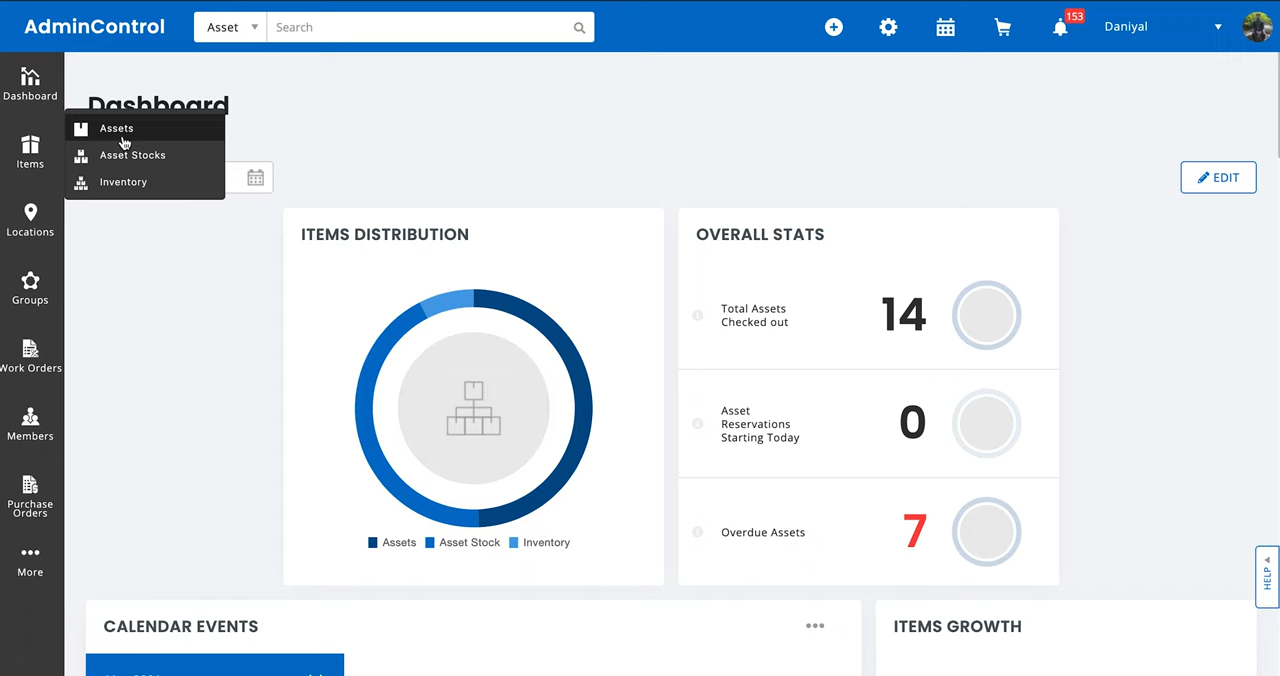 AdminControl
Asset
Search
153
Daniyal
Dashboard
Items
Locations
Groups
Work Orders
Members
Purchase
Orders
More
Dashboard
Assets
Asset Stocks
Inventory
EDIT
ITEMS DISTRIBUTION
Assets
Asset Stock
Inventory
OVERALL STATS
Total Assets
Checked out
14
Asset
Reservations
Starting Today
0
Overdue Assets
7
HELP
CALENDAR EVENTS
ITEMS GROWTH